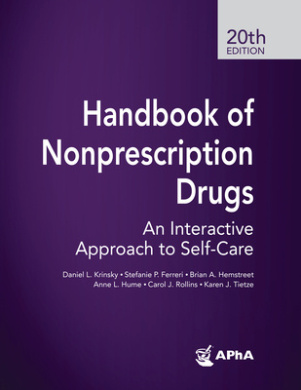 20th
EDITION
Handbook of
Nonprescription
Drugs
An Interactive
Approach to Self-Care
Daniel L. Krinsky • Stefanie P. Ferreri • Brian A. Hemstreet
Anne L. Hume • Carol J. Rollins • Karen J. Tietze
APhA